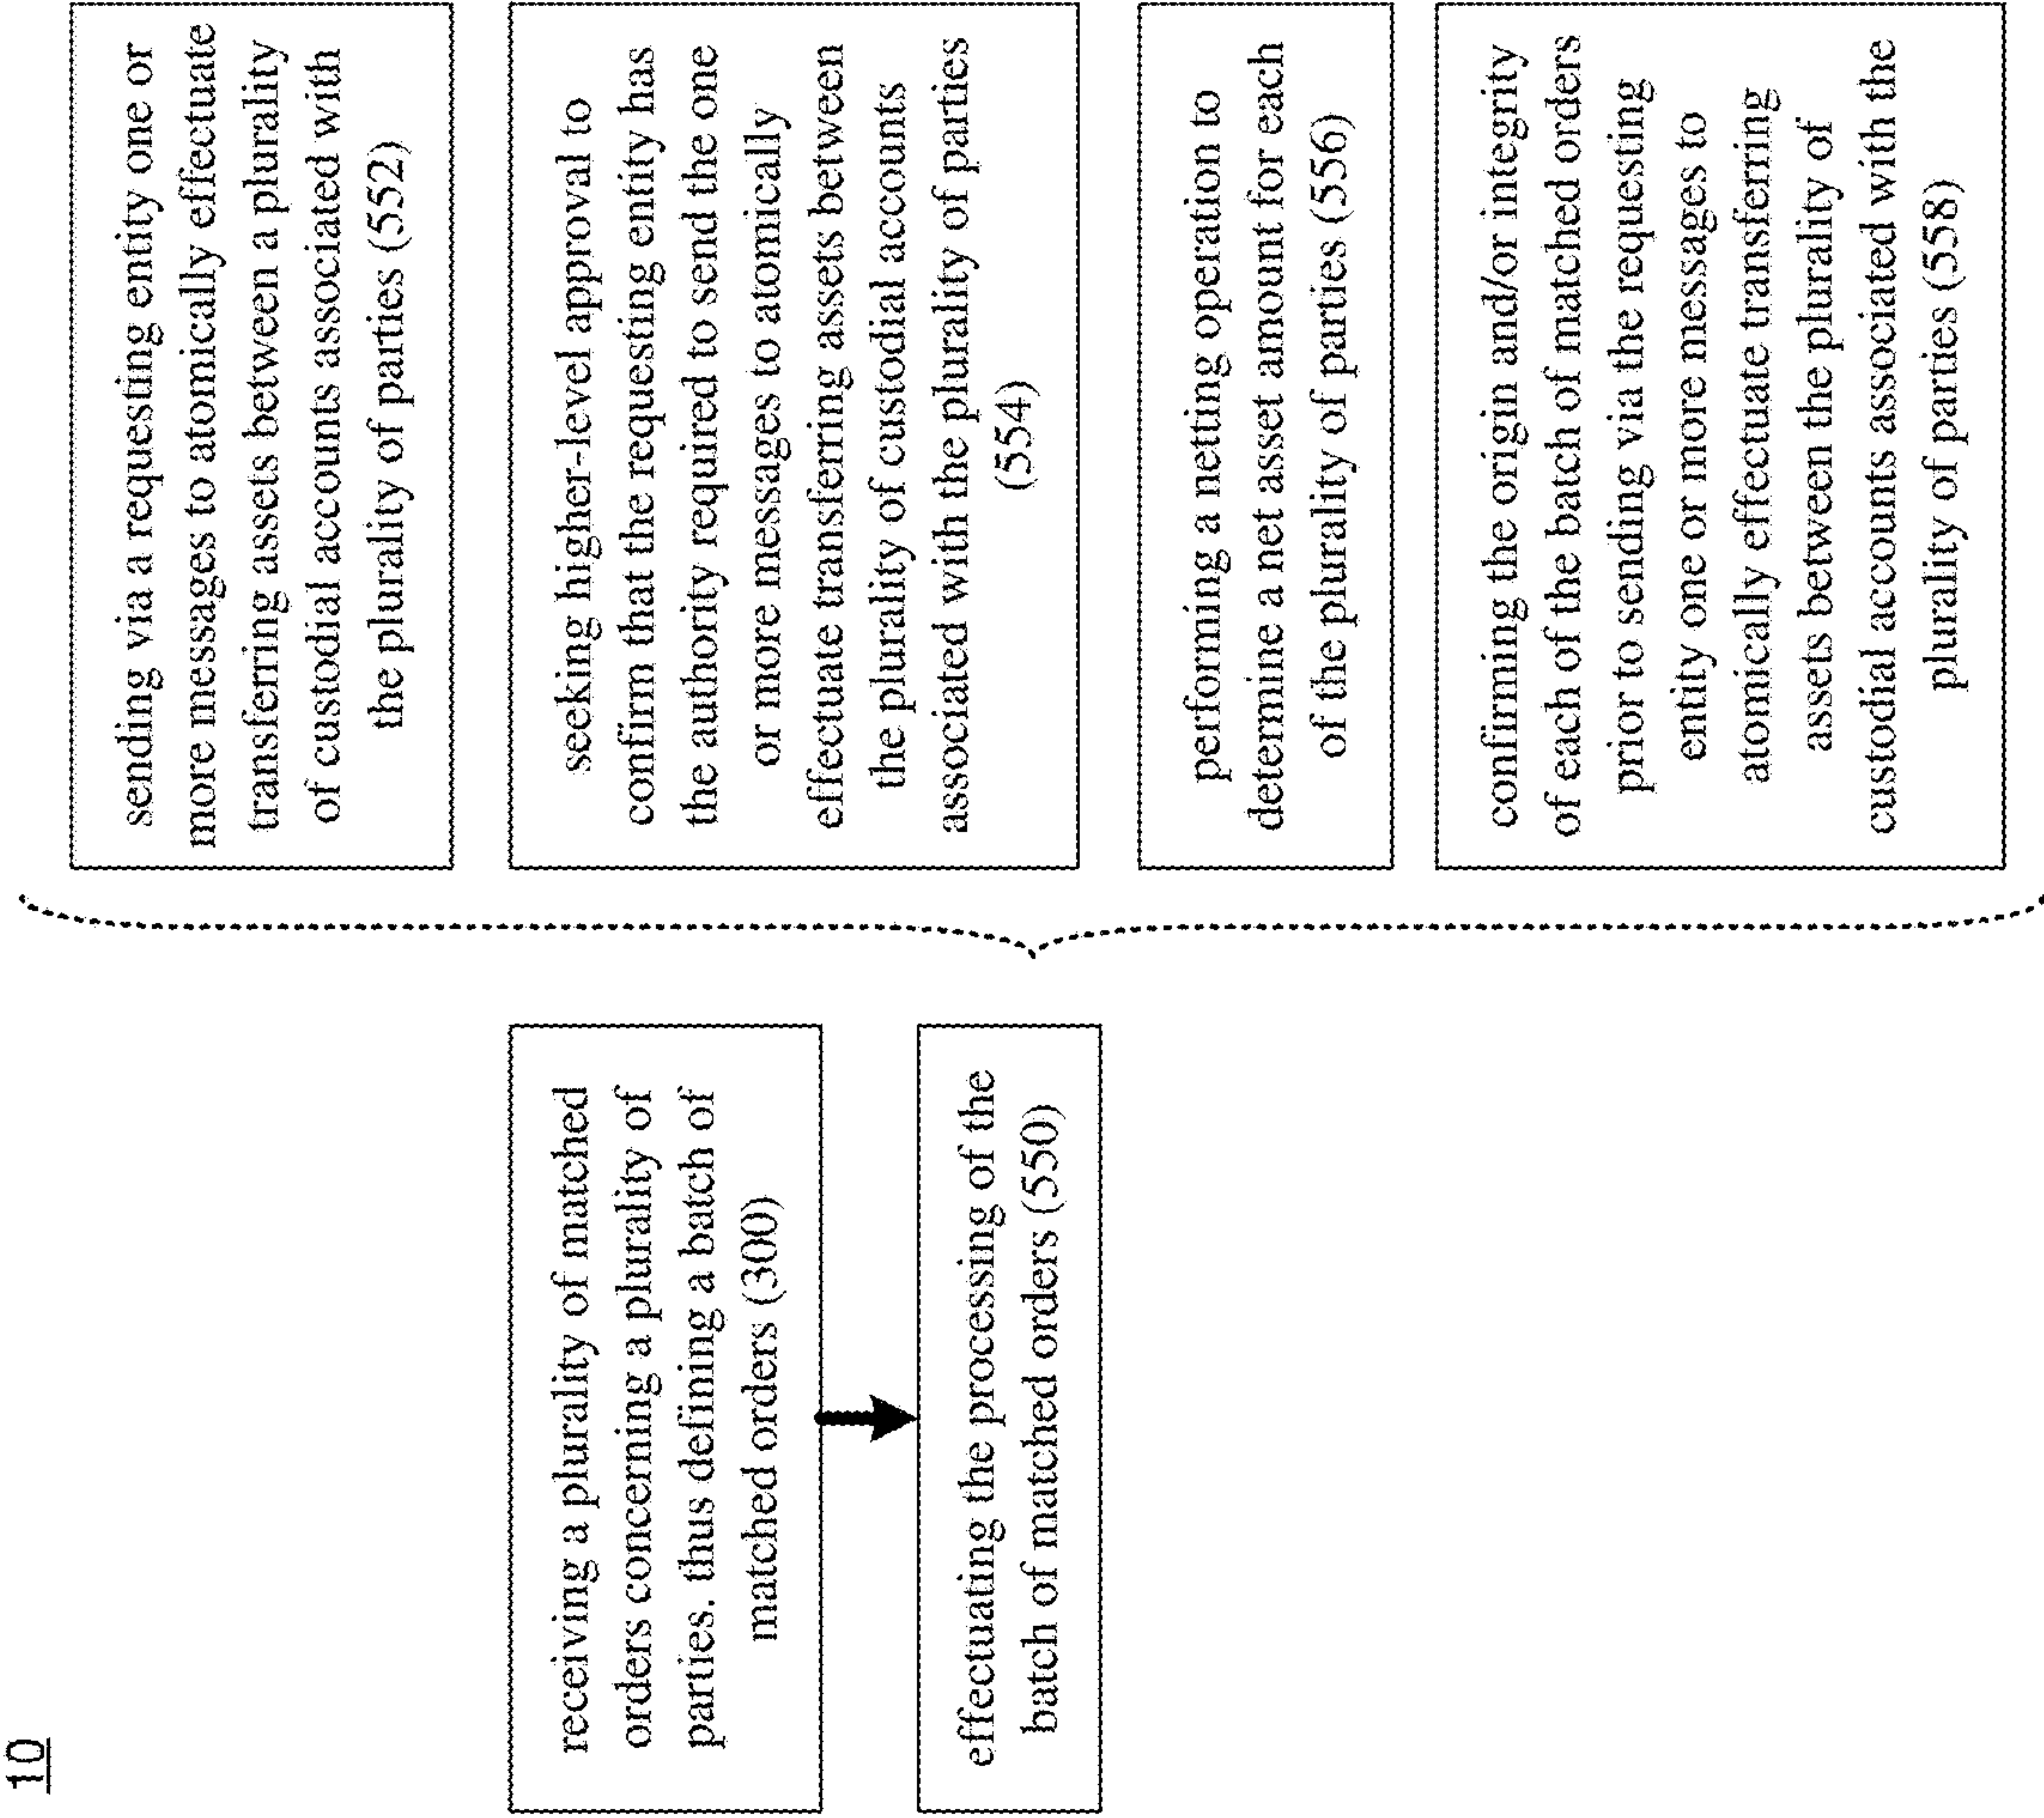 10
receiving a plurality of matched
orders concerning a plurality of
parties. thus defining a batch of
matched orders (300)
effectuating the processing of the
batch of matched orders (550)
sending via a requesting entity one or
more messages to atomically effectuate
transferring assets between a plurality
of custodial accounts associated with
the plurality of parties (552)
seeking higher-level approval to
confirm that the requesting entity has
the authority required to send the one
or more messages to atomically
effectuate transferring assets between
the plurality of custodial accounts
associated with the plurality of parties
(554)
performing a netting operation to
determine a net asset amount for each
of the plurality of parties (556)
confirming the origin and/or integrity
of each of the batch of matched orders
prior to sending via the requesting
entity one or more messages to
atomically effectuate transferring
assets between the plurality of
custodial accounts associated with the
plurality of parties (558)